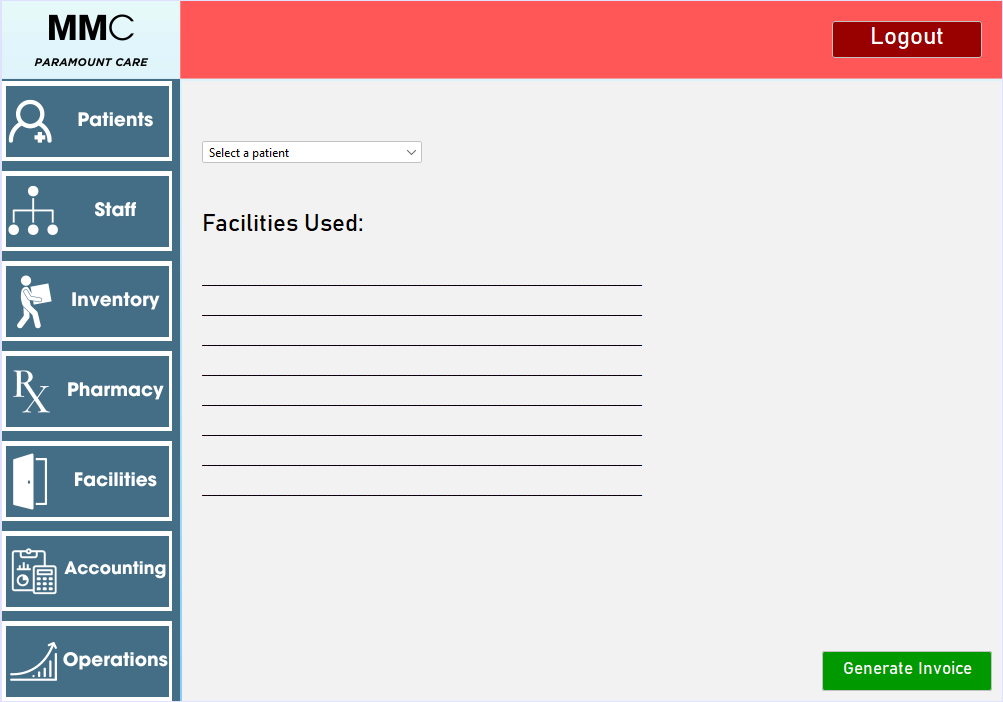 MMC
PARAMOUNT CARE
Logout
Patients
Staff
Inventory
Rx Pharmacy
Facilities
Accounting
Operations
Select a patient
Facilities Used:
Generate Invoice